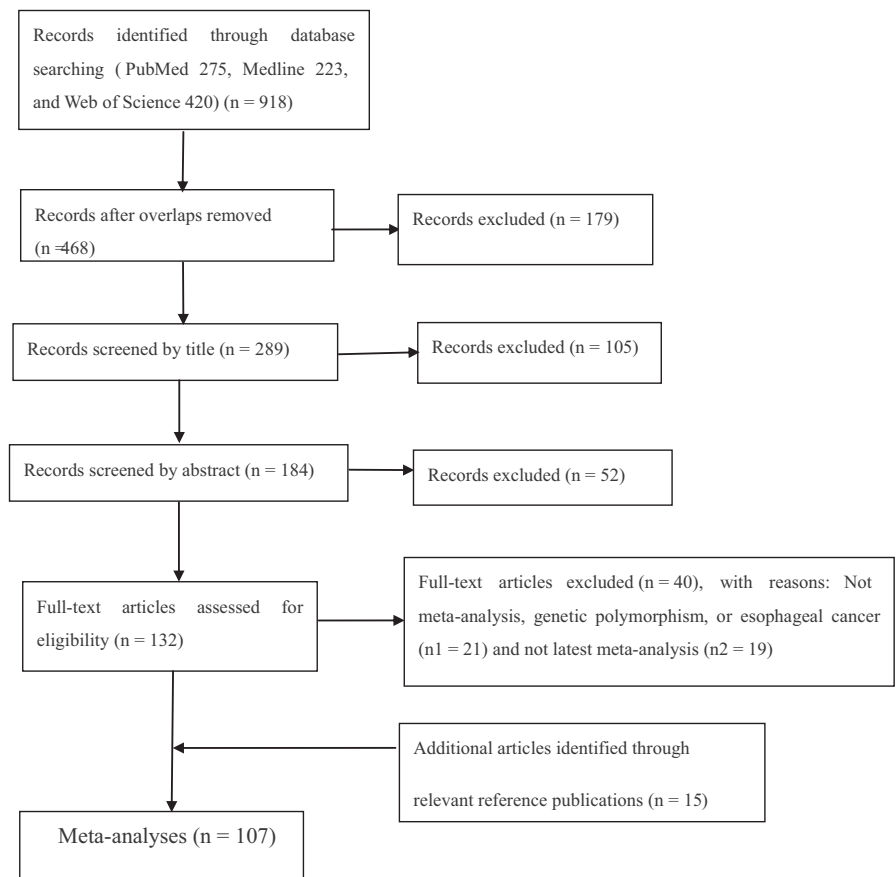 Records identified through database
searching ( PubMed 275, Medline 223,
and Web of Science 420) (n = 918)
Records after overlaps removed
(n =468)
Records excluded (n = 179)
Records screened by title (n = 289)
Records excluded (n = 105)
Records screened by abstract (n = 184)
Records excluded (n = 52)
Full-text articles assessed for
eligibility (n = 132)
Full-text articles excluded (n = 40), with reasons: Not
meta-analysis, genetic polymorphism, or esophageal cancer
(n1 = 21) and not latest meta-analysis (n2 = 19)
Additional articles identified through
relevant reference publications (n = 15)
Meta-analyses (n = 107)